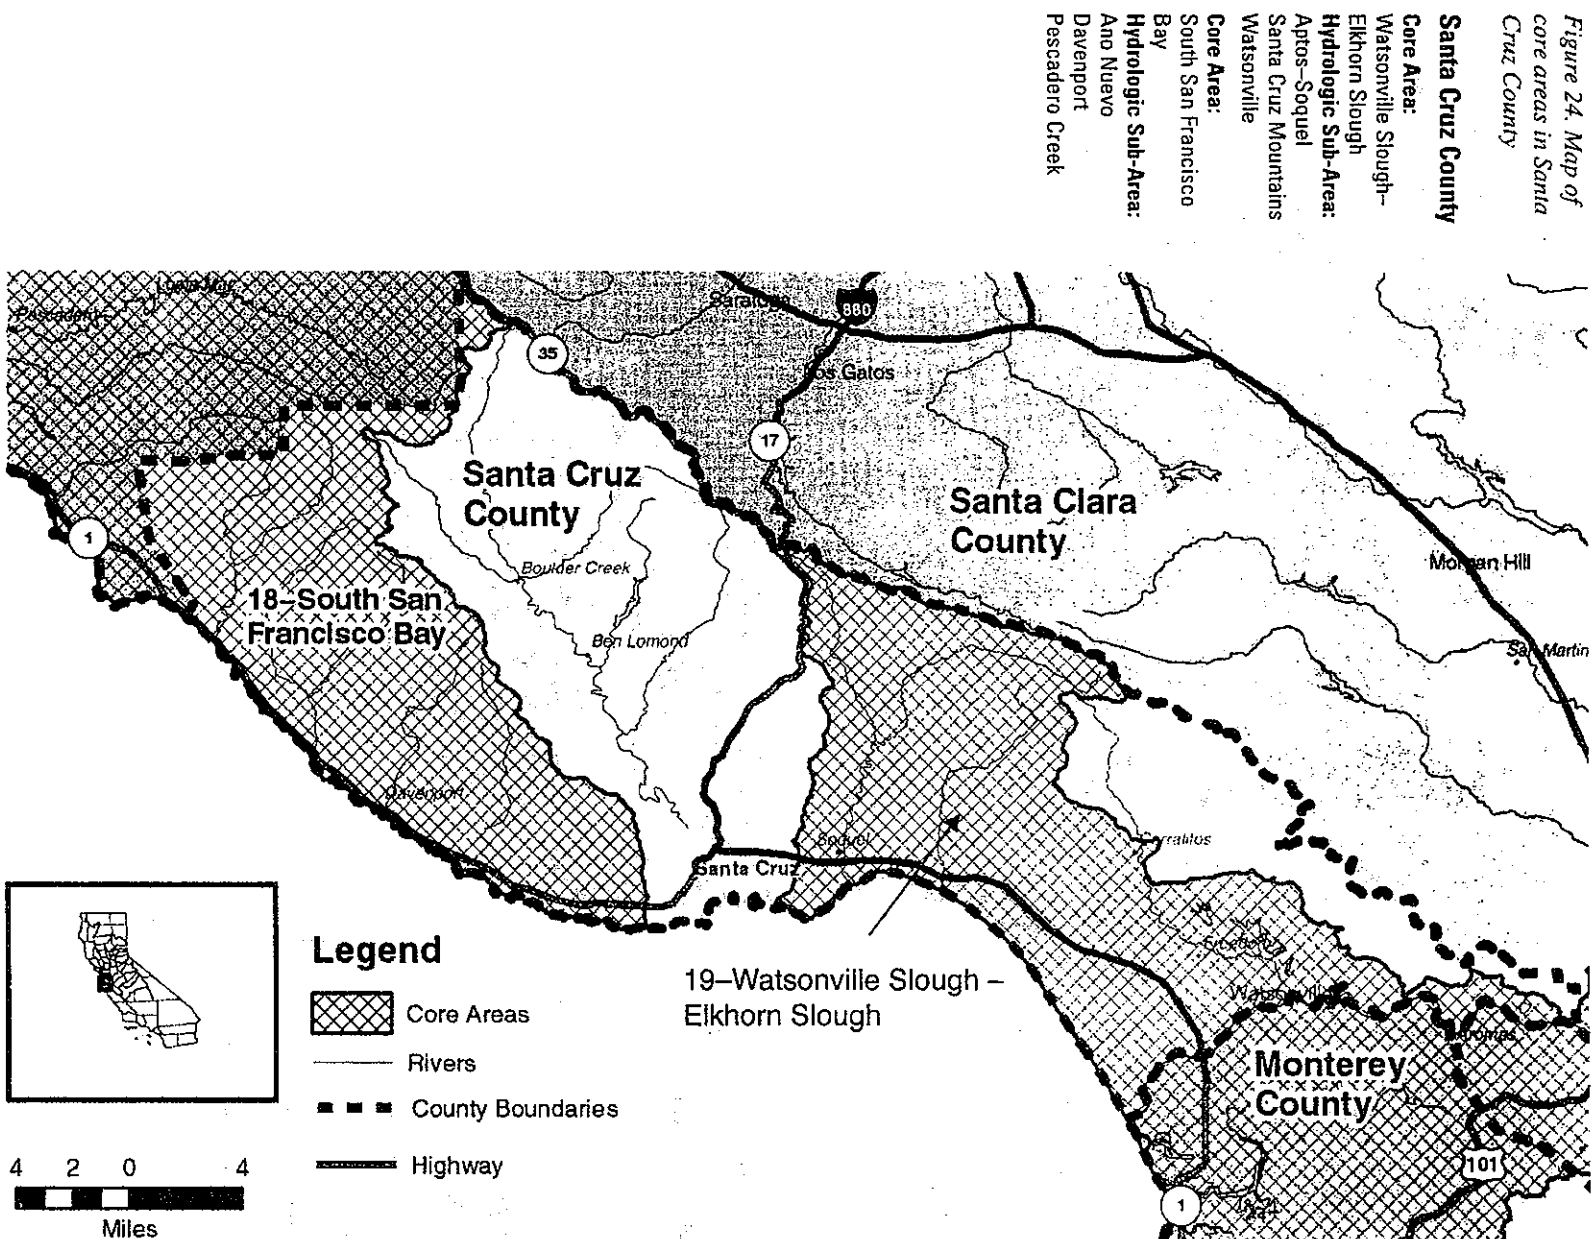 Figure 24. Map of
core areas in Santa
Cruz County
Santa Cruz County
Core Area:
Watsonville Slough–
Elkhorn Slough
Hydrologic Sub-Area:
Aptos–Soquel
Santa Cruz Mountains
Watsonville
Core Area:
South San Francisco
Bay
Hydrologic Sub-Area:
Ano Nuevo
Davenport
Pescadero Creek
Pescadero
Saratoga
880
35
Los Gatos
17
Santa Cruz
County
Santa Clara
County
1
Morgan Hill
Boulder Creek
18–South San
Francisco Bay
Ben Lomond
San Martin
Davenport
Soquel
Corralitos
Santa Cruz
Freedom
Watsonville
19–Watsonville Slough –
Elkhorn Slough
Aromas
Monterey
County
101
1
Legend
Core Areas
Rivers
County Boundaries
Highway
4 2 0 4
Miles